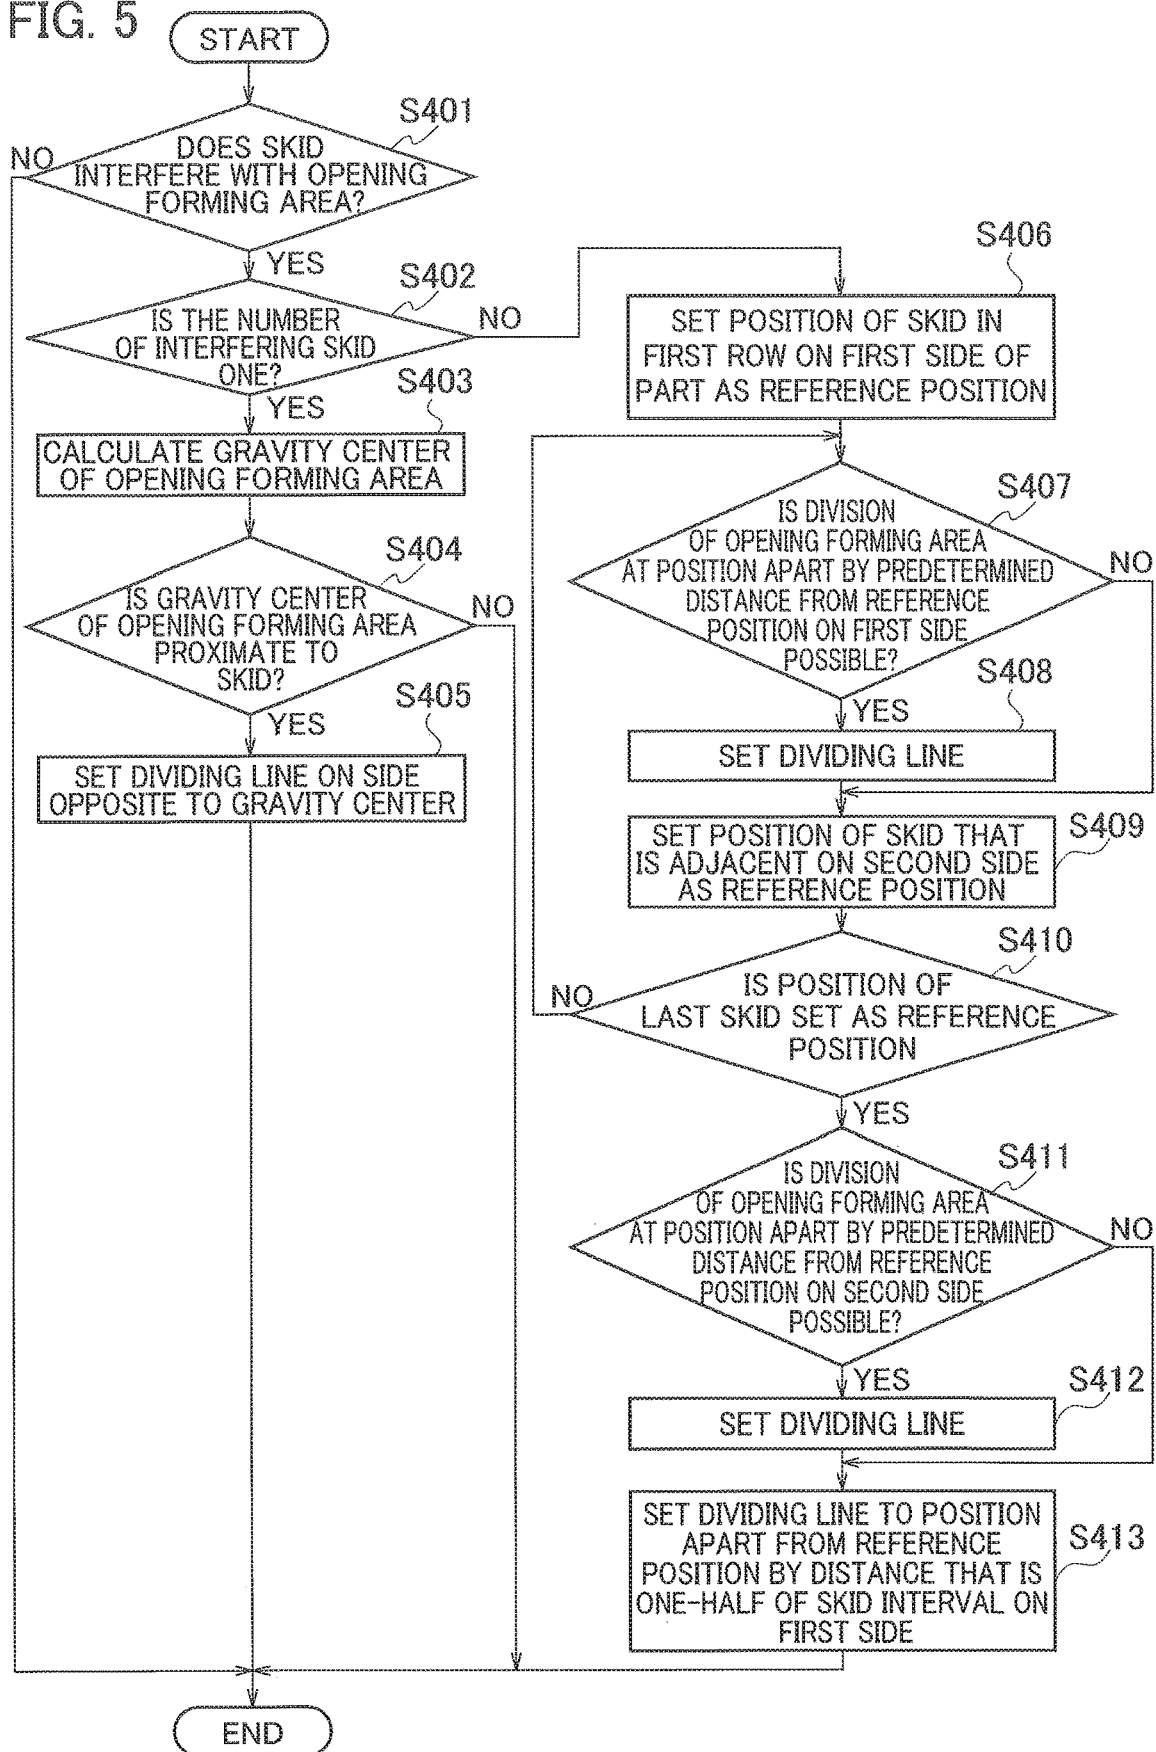 FIG. 5
START
S401
DOES SKID
INTERFERE WITH OPENING
FORMING AREA?
NO
YES
S402
IS THE NUMBER
OF INTERFERING SKID
ONE?
NO
YES
S403
CALCULATE GRAVITY CENTER
OF OPENING FORMING AREA
S404
IS GRAVITY CENTER
OF OPENING FORMING AREA
PROXIMATE TO
SKID?
NO
YES
S405
SET DIVIDING LINE ON SIDE
OPPOSITE TO GRAVITY CENTER
S406
SET POSITION OF SKID IN
FIRST ROW ON FIRST SIDE OF
PART AS REFERENCE POSITION
S407
IS DIVISION
OF OPENING FORMING AREA
AT POSITION APART BY PREDETERMINED
DISTANCE FROM REFERENCE
POSITION ON FIRST SIDE
POSSIBLE?
NO
YES
S408
SET DIVIDING LINE
S409
SET POSITION OF SKID THAT
IS ADJACENT ON SECOND SIDE
AS REFERENCE POSITION
S410
IS POSITION OF
LAST SKID SET AS REFERENCE
POSITION
NO
YES
S411
IS DIVISION
OF OPENING FORMING AREA
AT POSITION APART BY PREDETERMINED
DISTANCE FROM REFERENCE
POSITION ON SECOND SIDE
POSSIBLE?
NO
YES
S412
SET DIVIDING LINE
S413
SET DIVIDING LINE TO POSITION
APART FROM REFERENCE
POSITION BY DISTANCE THAT IS
ONE-HALF OF SKID INTERVAL ON
FIRST SIDE
END